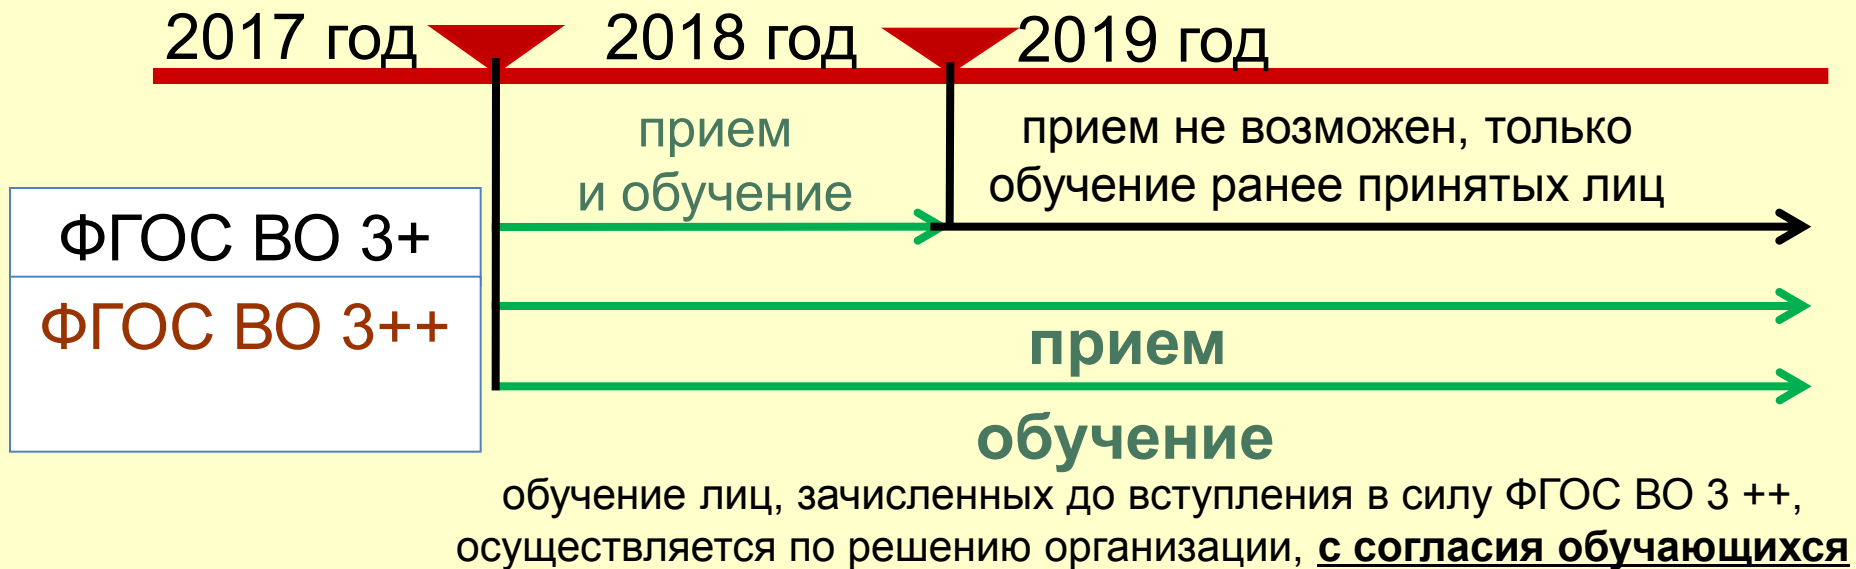 2017 год 2018 год 2019 год
прием
и обучение
прием не возможен, только
обучение ранее принятых лиц
ФГОС ВО 3+
ФГОС ВО 3++
прием
обучение
обучение лиц, зачисленных до вступления в силу ФГОС ВО 3 ++,
осуществляется по решению организации, с согласия обучающихся